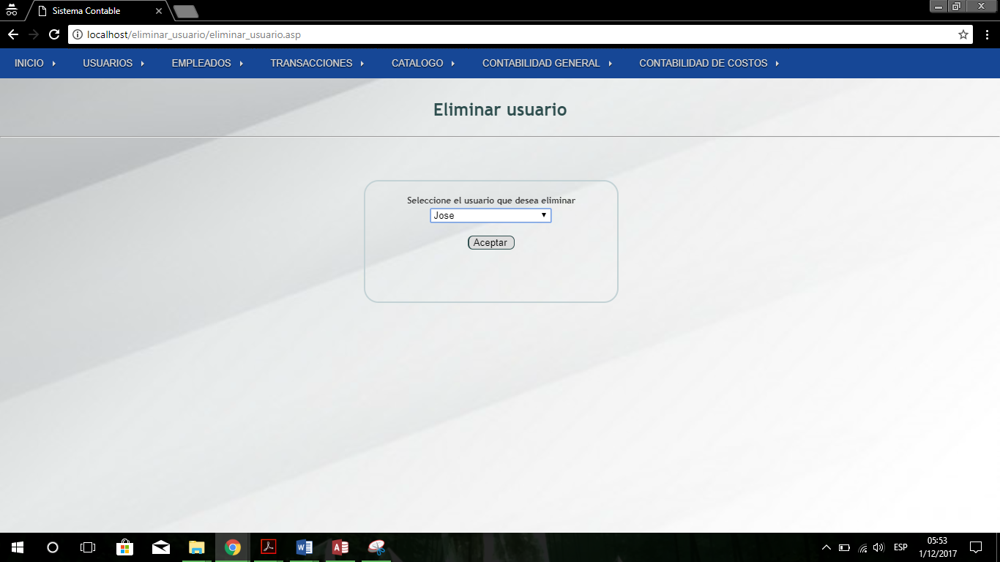 Sistema Contable
localhost/eliminar_usuario/eliminar_usuario.asp
INICIO USUARIOS EMPLEADOS TRANSACCIONES CATALOGO CONTABILIDAD GENERAL CONTABILIDAD DE COSTOS
Eliminar usuario
Seleccione el usuario que desea eliminar
Jose
Aceptar
ESP
05:53
1/12/2017